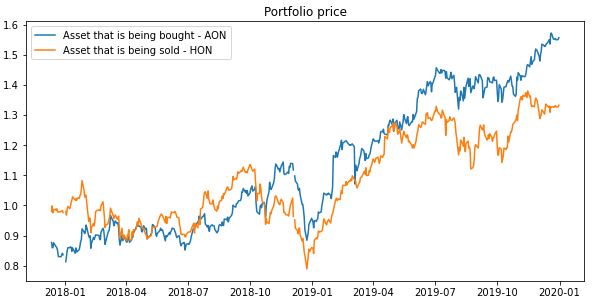 Portfolio price
Asset that is being bought - AON
Asset that is being sold - HON
1.6
1.5
1.4
1.3
1.2
1.1
1.0
0.9
0.8
2018-01 2018-04 2018-07 2018-10 2019-01 2019-04 2019-07 2019-10 2020-01